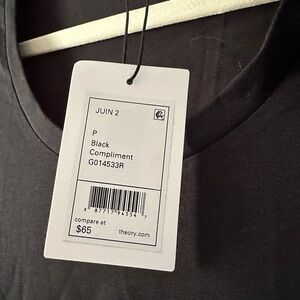 JUIN 2
P
Black
Compliment
G014533R
compare at
$65
theory.com